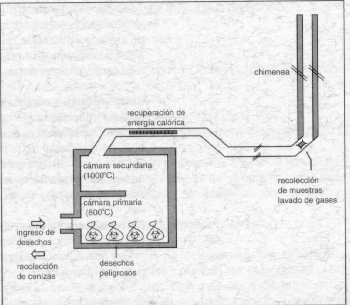 chimenea
recuperación de
energía calórica
cámara secundaria
(1000°C)
cámara primaria
(800°C)
ingreso de
desechos
recolección
de cenizas
desechos
peligrosos
recolección
de muestras
lavado de gases